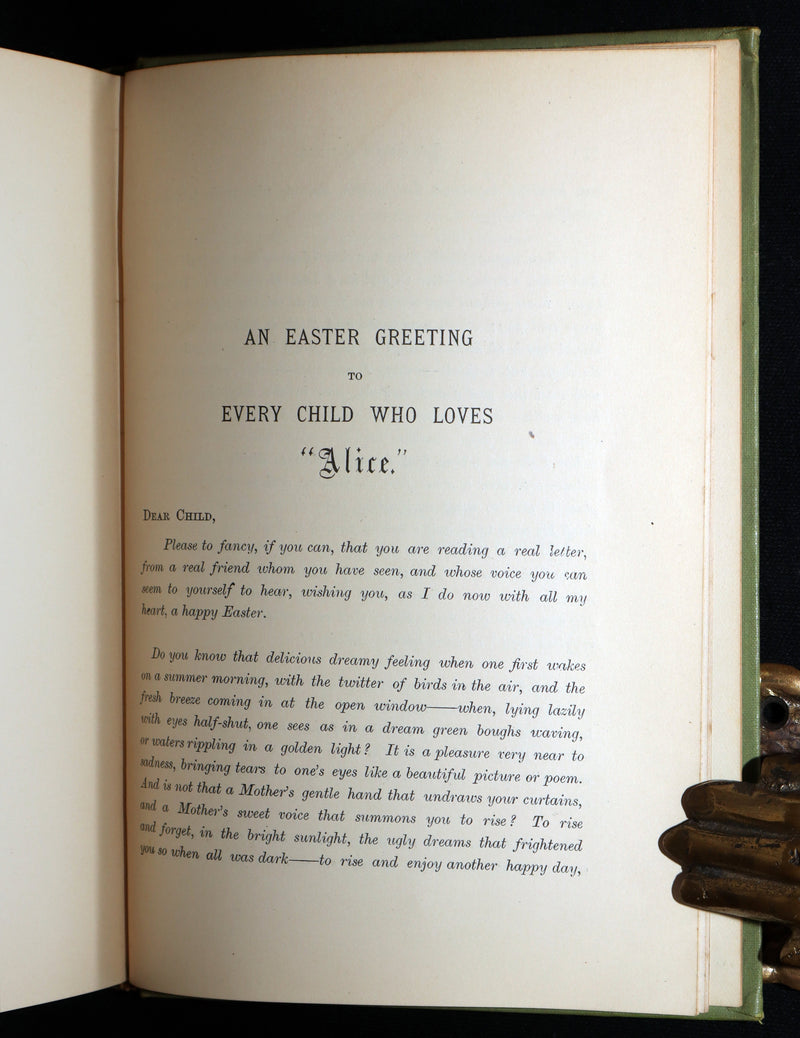 AN EASTER GREETING
TO
EVERY CHILD WHO LOVES
“Alice.”
DEAR CHILD,
Please to fancy, if you can, that you are reading a real letter,
from a real friend whom you have seen, and whose voice you can
seem to yourself to hear, wishing you, as I do now with all my
heart, a happy Easter.
Do you know that delicious dreamy feeling when one first wakes
on a summer morning, with the twitter of birds in the air, and the
fresh breeze coming in at the open window——when, lying lazily
with eyes half-shut, one sees as in a dream green boughs waving,
or waters rippling in a golden light? It is a pleasure very near to
sadness, bringing tears to one's eyes like a beautiful picture or poem.
And is not that a Mother's gentle hand that undraws your curtains,
and a Mother's sweet voice that summons you to rise? To rise
and forget, in the bright sunlight, the ugly dreams that frightened
you so when all was dark——to rise and enjoy another happy day,